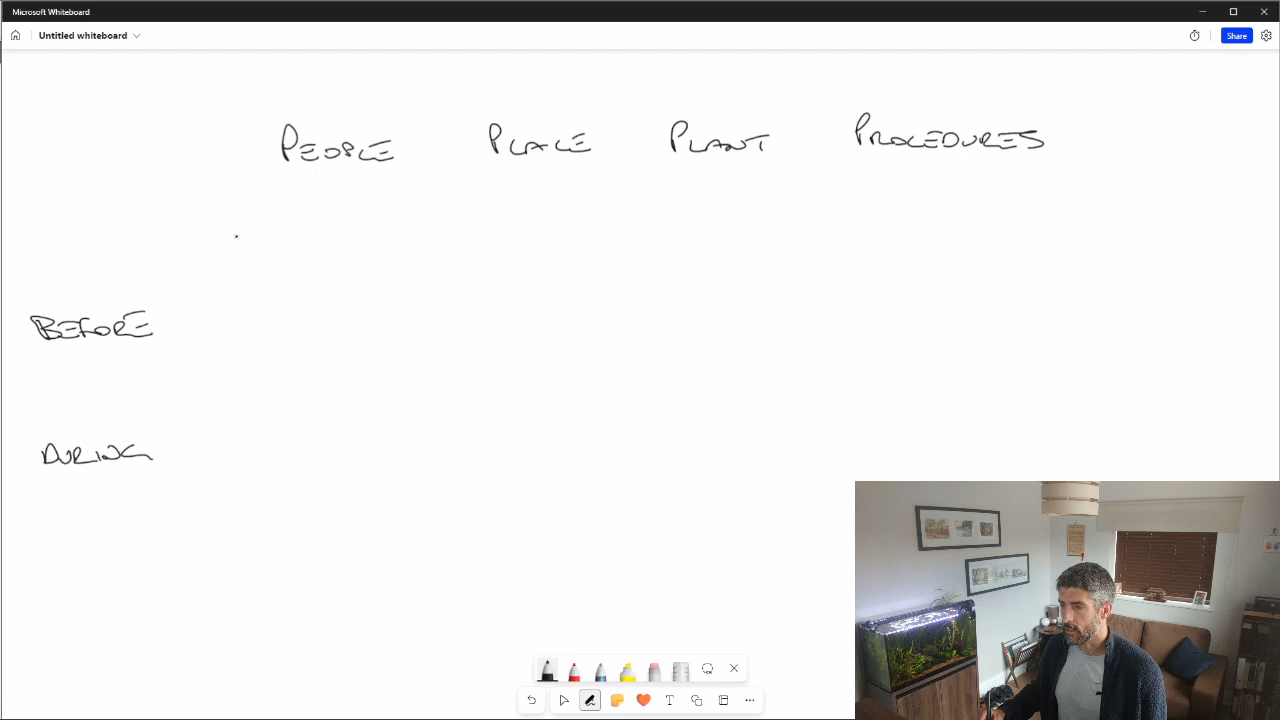 Microsoft Whiteboard
Untitled whiteboard
Share
PEOPLE PLACE PLANT PROCEDURES
BEFORE
DURING